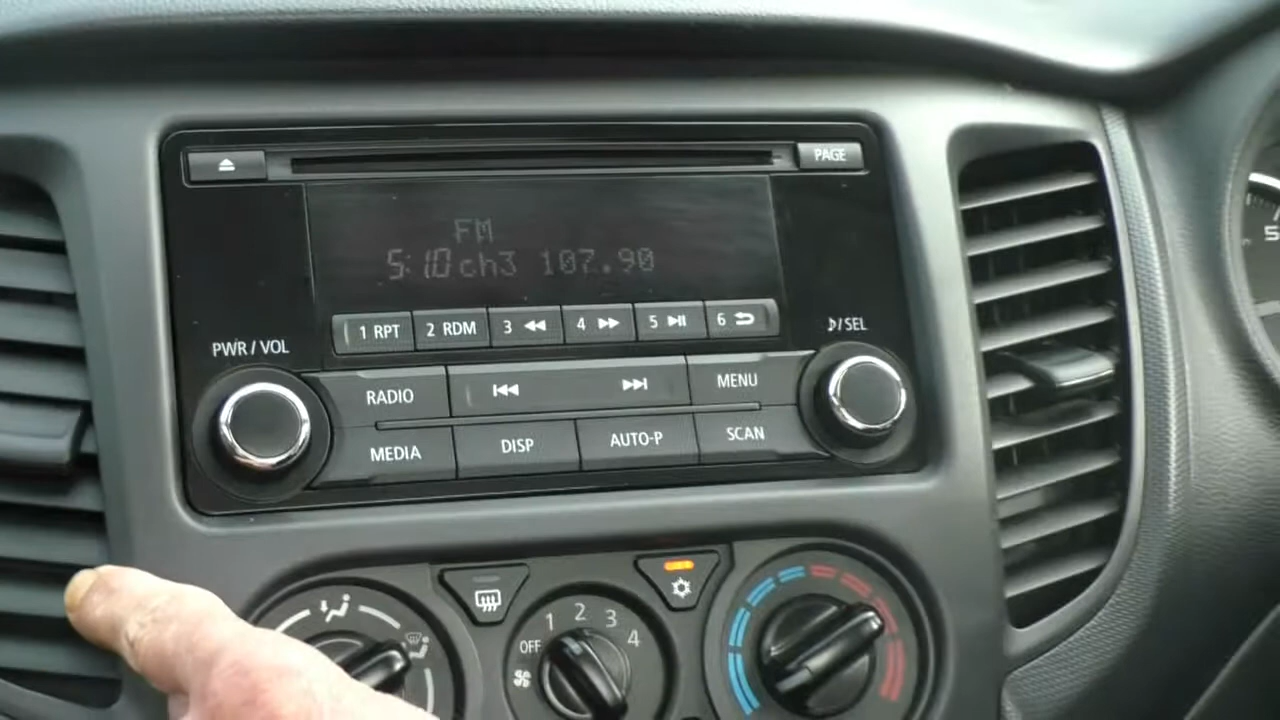 PAGE
FM
5:10 ch3 107.90
1 RPT 2 RDM 3 4 5 6
PWR / VOL
/SEL
RADIO
MENU
MEDIA
DISP
AUTO-P
SCAN
OFF 1 2 3 4
5